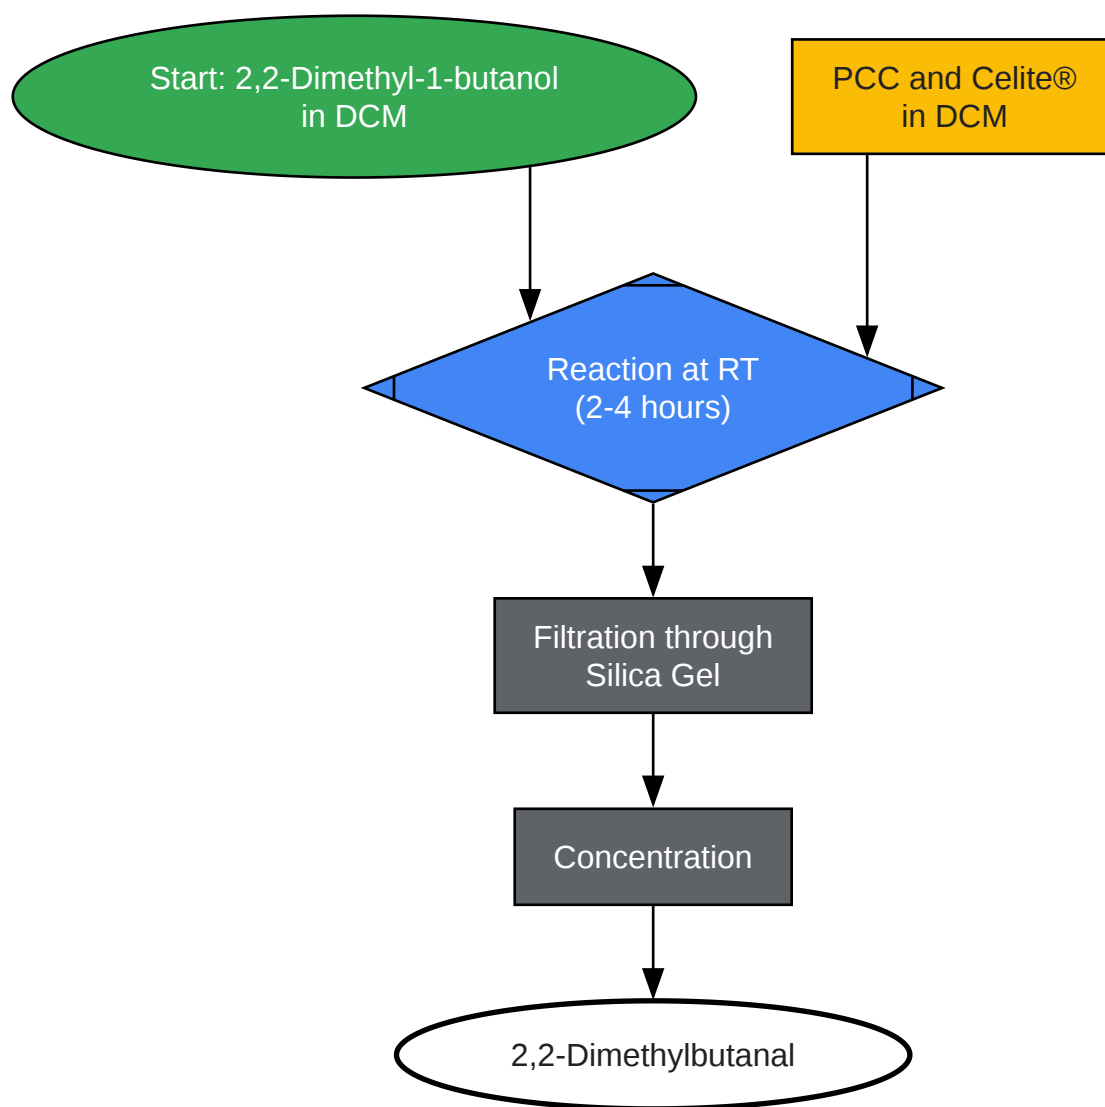 Start: 2,2-Dimethyl-1-butanol
in DCM
PCC and Celite®
in DCM
Reaction at RT
(2-4 hours)
Filtration through
Silica Gel
Concentration
2,2-Dimethylbutanal